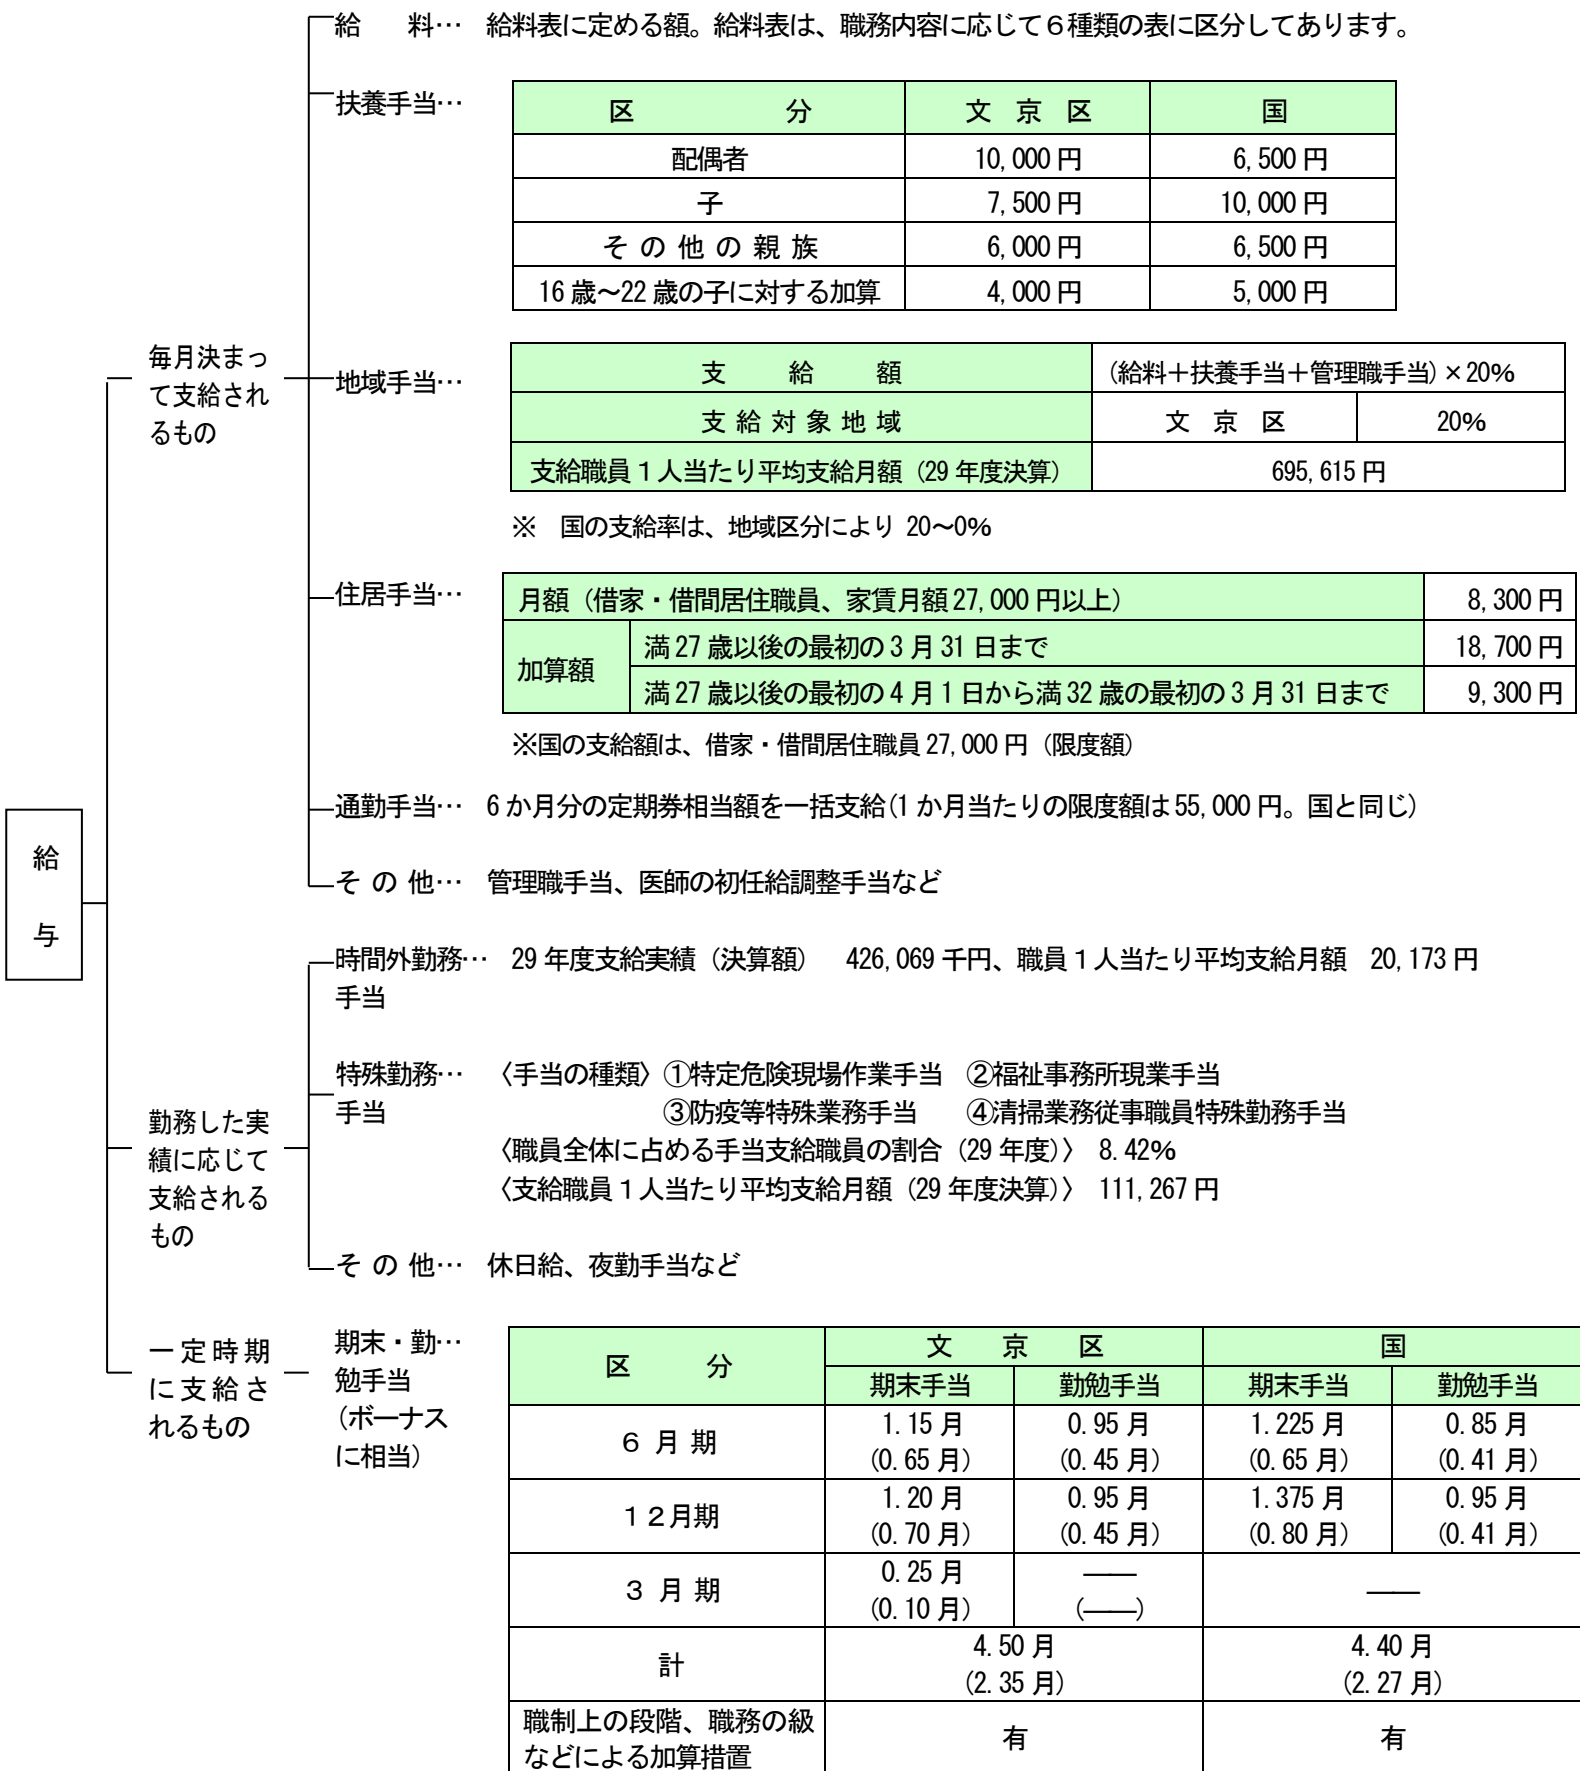 給　　料… 給料表に定める額。給料表は、職務内容に応じて６種類の表に区分してあります。
扶養手当…
区　　分 文 京 区 国
配偶者 10,000 円 6,500 円
子 7,500 円 10,000 円
そ の 他 の 親 族 6,000 円 6,500 円
16 歳～22 歳の子に対する加算 4,000 円 5,000 円
毎月決まっ
て支給され
るもの
地域手当…
支　給　額 (給料＋扶養手当＋管理職手当)×20%
支 給 対 象 地 域 文 京 区 20%
支給職員１人当たり平均支給月額（29 年度決算） 695,615 円
※　国の支給率は、地域区分により 20～0%
住居手当…
月額（借家・借間居住職員、家賃月額 27,000 円以上） 8,300 円
加算額 満 27 歳以後の最初の 3 月 31 日まで 18,700 円
満 27 歳以後の最初の 4 月 1 日から満 32 歳の最初の 3 月 31 日まで 9,300 円
※国の支給額は、借家・借間居住職員 27,000 円（限度額）
通勤手当… 6 か月分の定期券相当額を一括支給(1 か月当たりの限度額は 55,000 円。国と同じ)
そ の 他… 管理職手当、医師の初任給調整手当など
給
与
時間外勤務… 29 年度支給実績（決算額）　426,069 千円、職員１人当たり平均支給月額　20,173 円
手当
特殊勤務… 〈手当の種類〉①特定危険現場作業手当　②福祉事務所現業手当
手当 ③防疫等特殊業務手当　④清掃業務従事職員特殊勤務手当
〈職員全体に占める手当支給職員の割合（29 年度）〉 8.42%
〈支給職員１人当たり平均支給月額（29 年度決算）〉 111,267 円
勤務した実
績に応じて
支給される
もの
そ の 他… 休日給、夜勤手当など
一定時期
に支給さ
れるもの
期末・勤…
勉手当
(ボーナス
に相当)
区　　分 文　京　区 国
期末手当 勤勉手当 期末手当 勤勉手当
６ 月 期 1.15 月 0.95 月 1.225 月 0.85 月
(0.65 月) (0.45 月) (0.65 月) (0.41 月)
１２月期 1.20 月 0.95 月 1.375 月 0.95 月
(0.70 月) (0.45 月) (0.80 月) (0.41 月)
３ 月 期 0.25 月 ―― ――
(0.10 月) (――)
計 4.50 月 4.40 月
(2.35 月) (2.27 月)
職制上の段階、職務の級
などによる加算措置 有 有